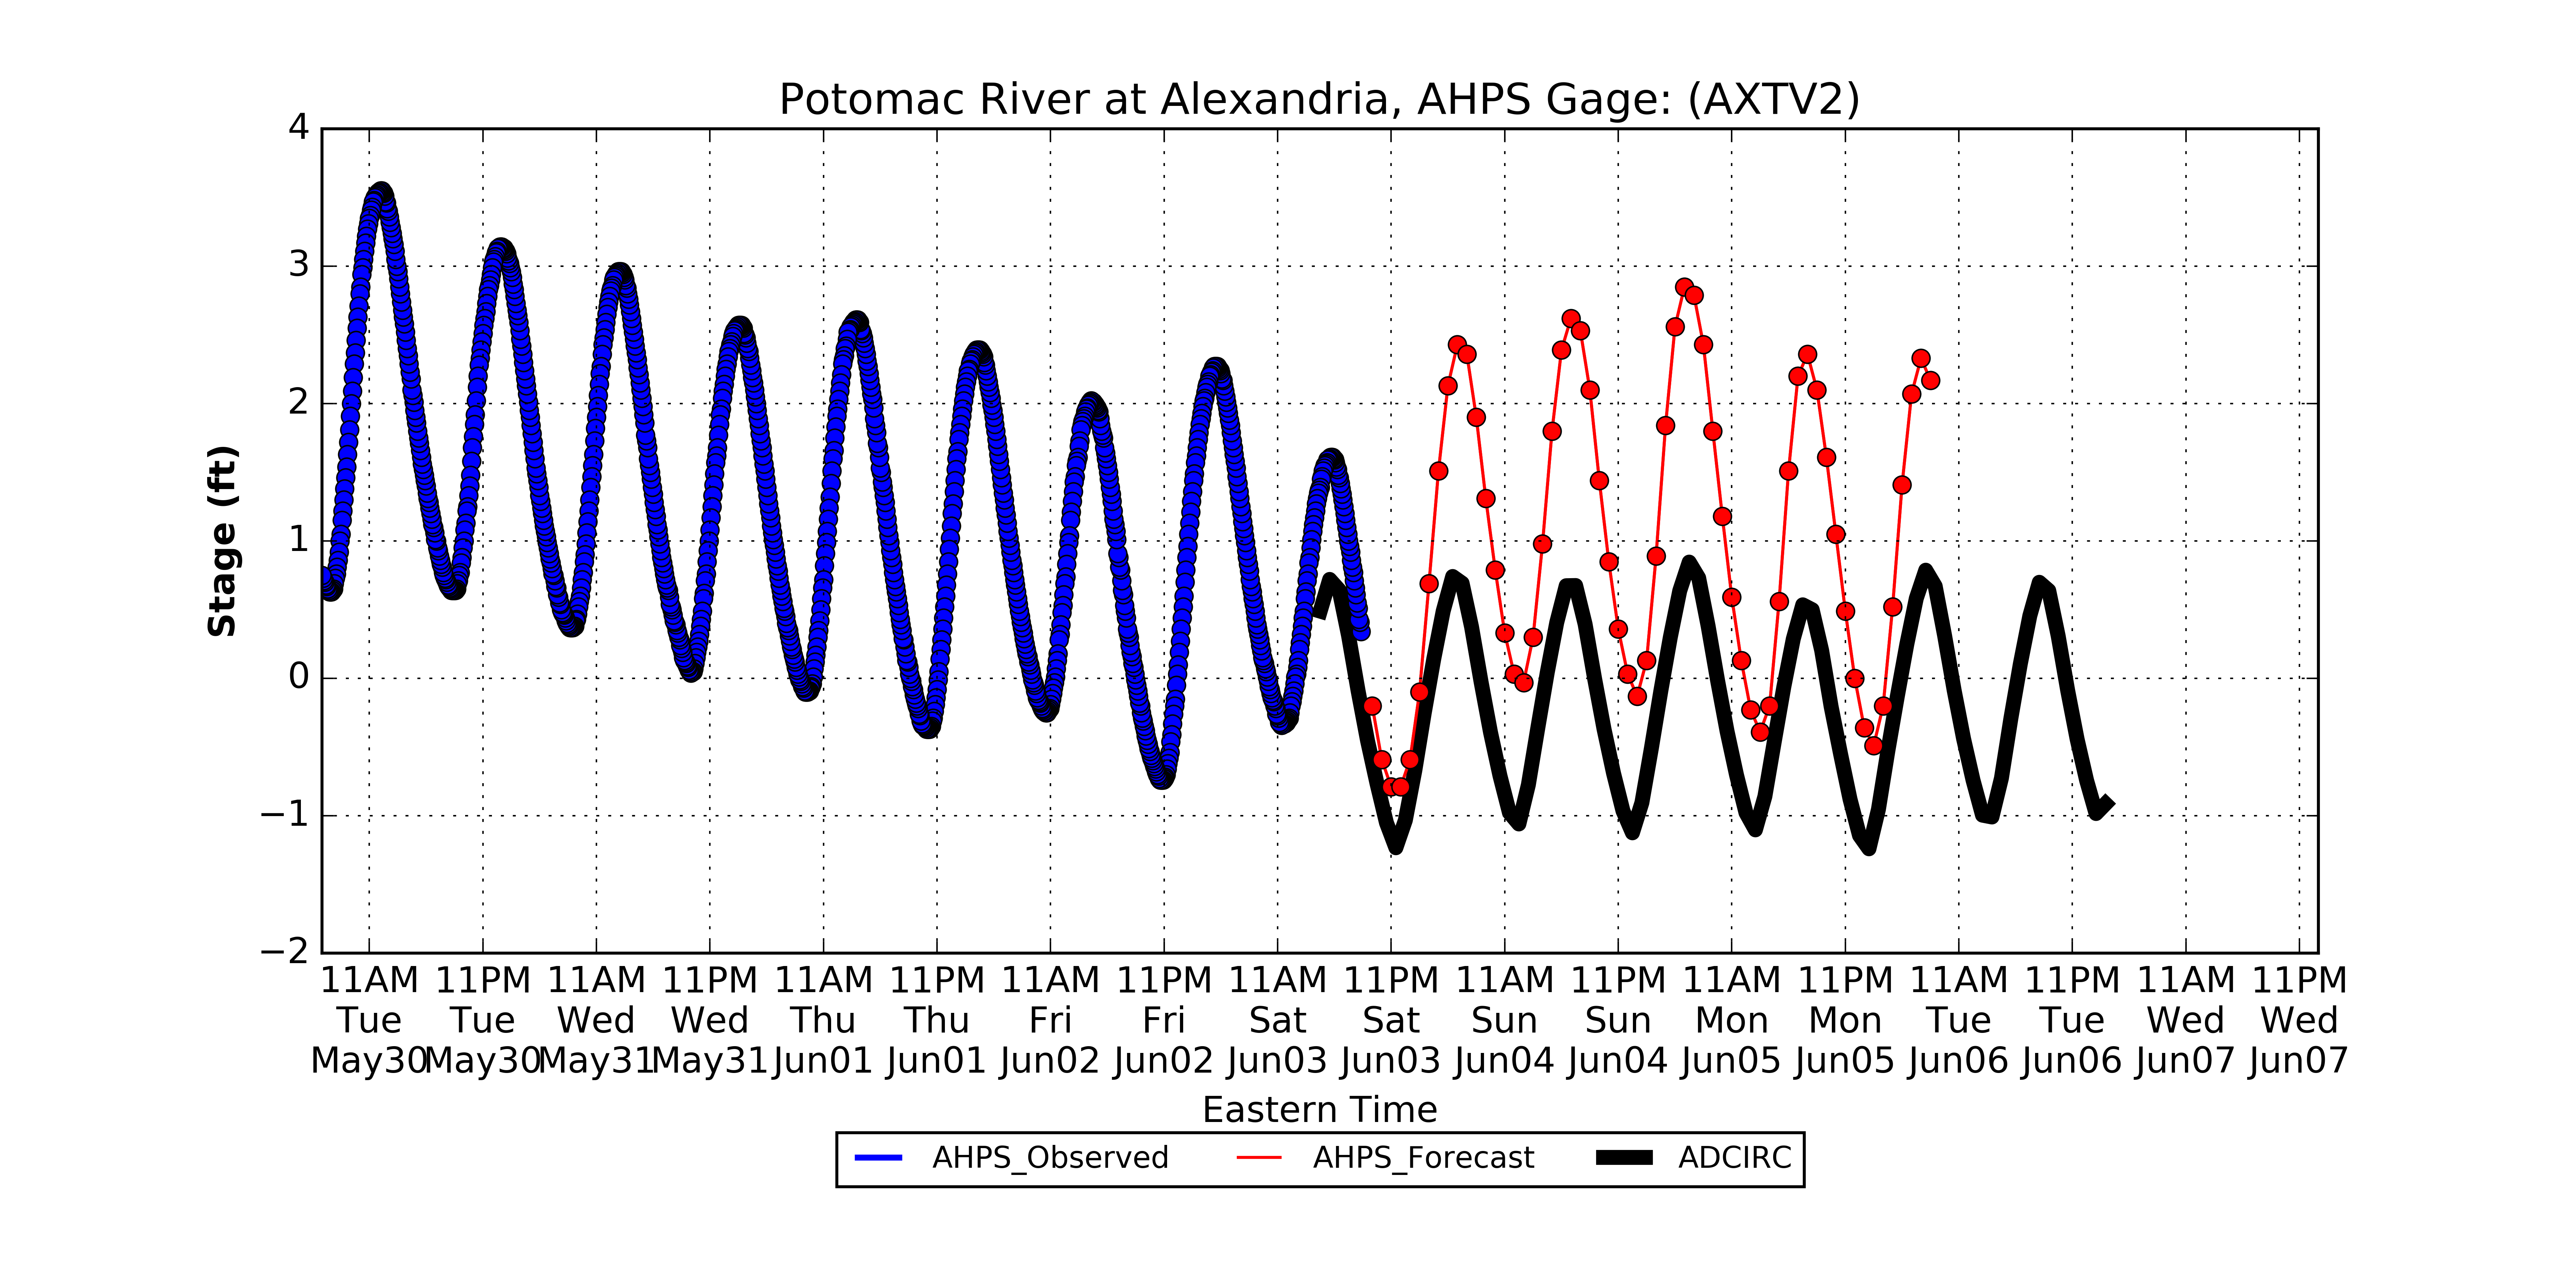 Potomac River at Alexandria, AHPS Gage: (AXTV2)
4
3
2
1
0
−1
−2
Stage (ft)
11AM 11PM 11AM 11PM 11AM 11PM 11AM 11PM 11AM 11PM 11AM 11PM 11AM 11PM 11AM 11PM 11AM 11PM
Tue Tue Wed Wed Thu Thu Fri Fri Sat Sat Sun Sun Mon Mon Tue Tue Wed Wed
May30 May30 May31 May31 Jun01 Jun01 Jun02 Jun02 Jun03 Jun03 Jun04 Jun04 Jun05 Jun05 Jun06 Jun06 Jun07 Jun07
Eastern Time
AHPS_Observed AHPS_Forecast ADCIRC